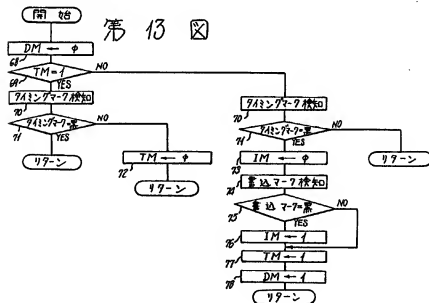 第 13 図
開始
DM ← φ
68
TM=1
NO
69
YES
タイミングマーク検知
70
タイミングマーク=黒
NO
71
YES
リターン
TM ← φ
72
リターン
タイミングマーク検知
70
タイミングマーク=黒
NO
71
YES
リターン
IM ← φ
73
書込マーク検知
74
書込マーク=黒
NO
75
YES
IM ← 1
76
TM ← 1
77
DM ← 1
78
リターン